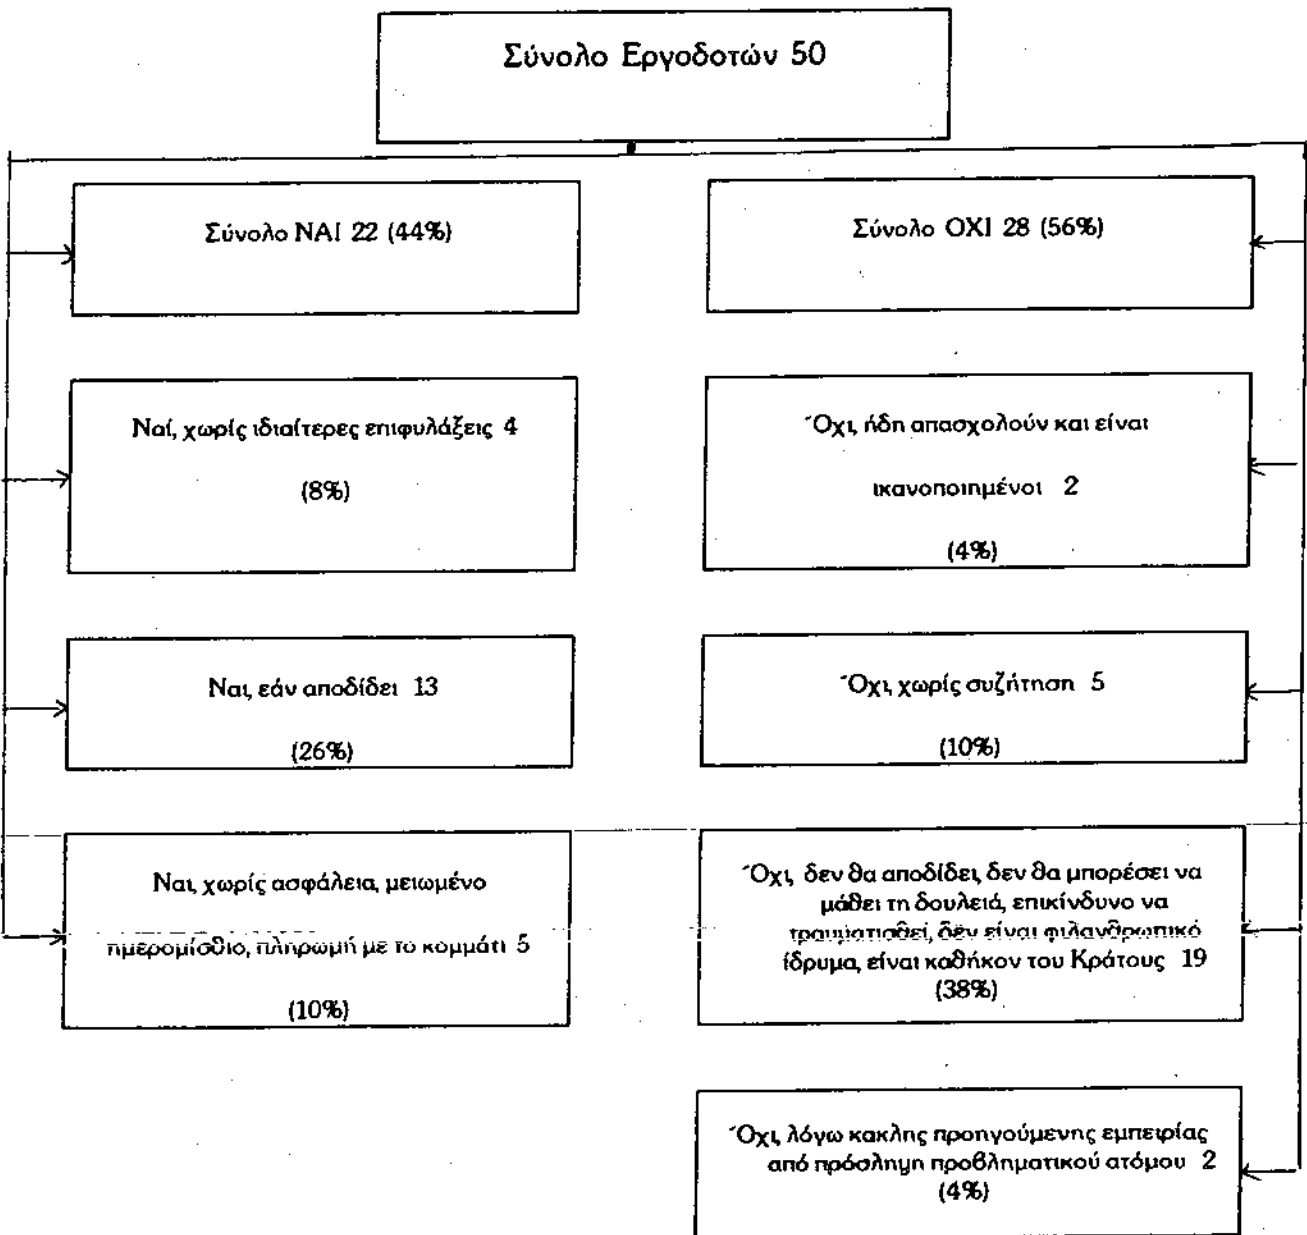 Σύνολο Εργοδοτών 50
Σύνολο ΝΑΙ 22 (44%)
Σύνολο ΟΧΙ 28 (56%)
Ναί, χωρίς ιδιαίτερες επιφυλάξεις 4
(8%)
Όχι, ήδη απασχολούν και είναι
ικανοποιημένοι 2
(4%)
Ναι, εάν αποδίδει 13
(26%)
Όχι, χωρίς συζήτηση 5
(10%)
Ναι, χωρίς ασφάλεια, μειωμένο
ημερομίσθιο, πληρωμή με το κομμάτι 5
(10%)
Όχι, δεν θα αποδίδει, δεν θα μπορέσει να
μάθει τη δουλειά, επικίνδυνο να
τραυματισθεί, δέν είναι φιλανθρωπικό
ίδρυμα, είναι καθήκον του Κράτους 19
(38%)
Όχι, λόγω κακλης προηγούμενης εμπειρίας
από πρόσληψη προβληματικού ατόμου 2
(4%)